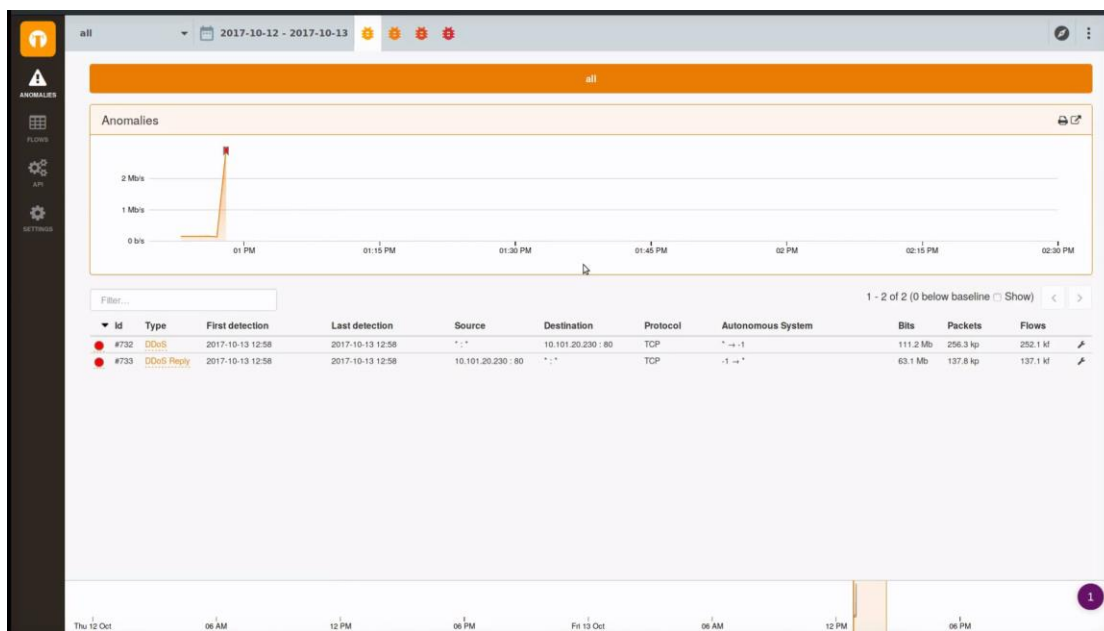 all 2017-10-12 - 2017-10-13
ANOMALIES
FLOWS
API
SETTINGS
all
Anomalies
2 Mb/s
1 Mb/s
0 b/s
01 PM 01:15 PM 01:30 PM 01:45 PM 02 PM 02:15 PM 02:30 PM
Filter... 1 - 2 of 2 (0 below baseline Show) < >
Id Type First detection Last detection Source Destination Protocol Autonomous System Bits Packets Flows
#732 DDoS 2017-10-13 12:58 2017-10-13 12:58 * : * 10.101.20.230 : 80 TCP * → -1 111.2 Mb 256.3 kp 252.1 kf
#733 DDoS Reply 2017-10-13 12:58 2017-10-13 12:58 10.101.20.230 : 80 * : * TCP -1 → * 63.1 Mb 137.8 kp 137.1 kf
1
Thu 12 Oct 06 AM 12 PM 06 PM Fri 13 Oct 06 AM 12 PM 06 PM